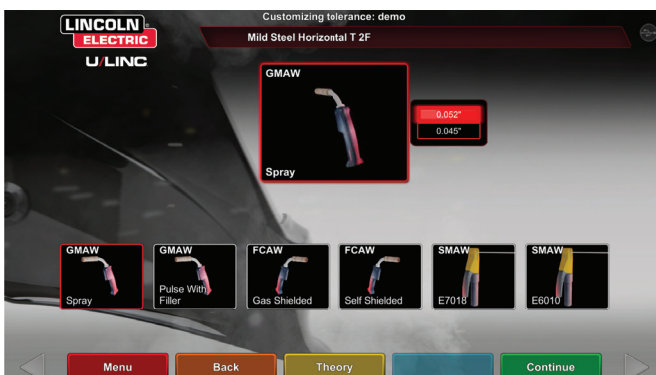 Customizing tolerance: demo
LINCOLN
ELECTRIC
U/LINC
Mild Steel Horizontal T 2F
GMAW
Spray
0.052"
0.045"
GMAW
Spray
GMAW
Pulse With
Filler
FCAW
Gas Shielded
FCAW
Self Shielded
SMAW
E7018
SMAW
E6010
Menu
Back
Theory
Continue